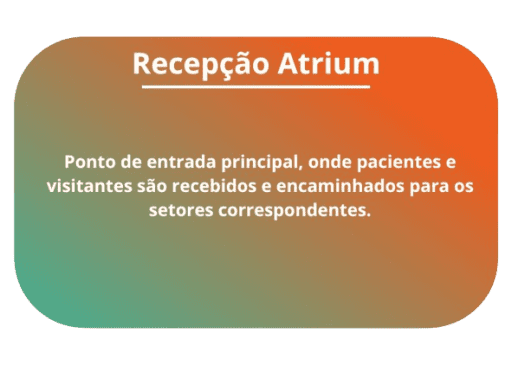 Recepção Atrium
Ponto de entrada principal, onde pacientes e
visitantes são recebidos e encaminhados para os
setores correspondentes.